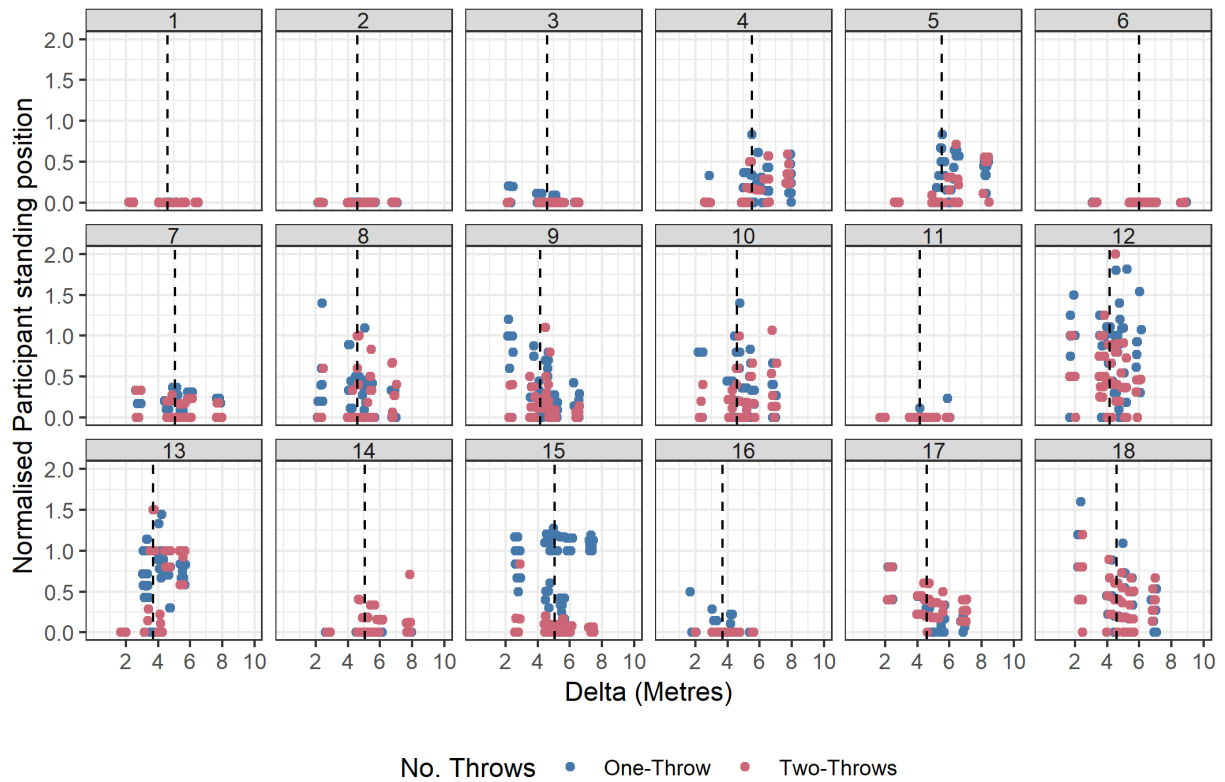 1 2 3 4 5 6
2.0
1.5
1.0
0.5
0.0
7 8 9 10 11 12
2.0
1.5
1.0
0.5
0.0
13 14 15 16 17 18
2.0
1.5
1.0
0.5
0.0
2 4 6 8 10 2 4 6 8 10 2 4 6 8 10 2 4 6 8 10 2 4 6 8 10 2 4 6 8 10
Normalised Participant standing position
Delta (Metres)
No. Throws One-Throw Two-Throws